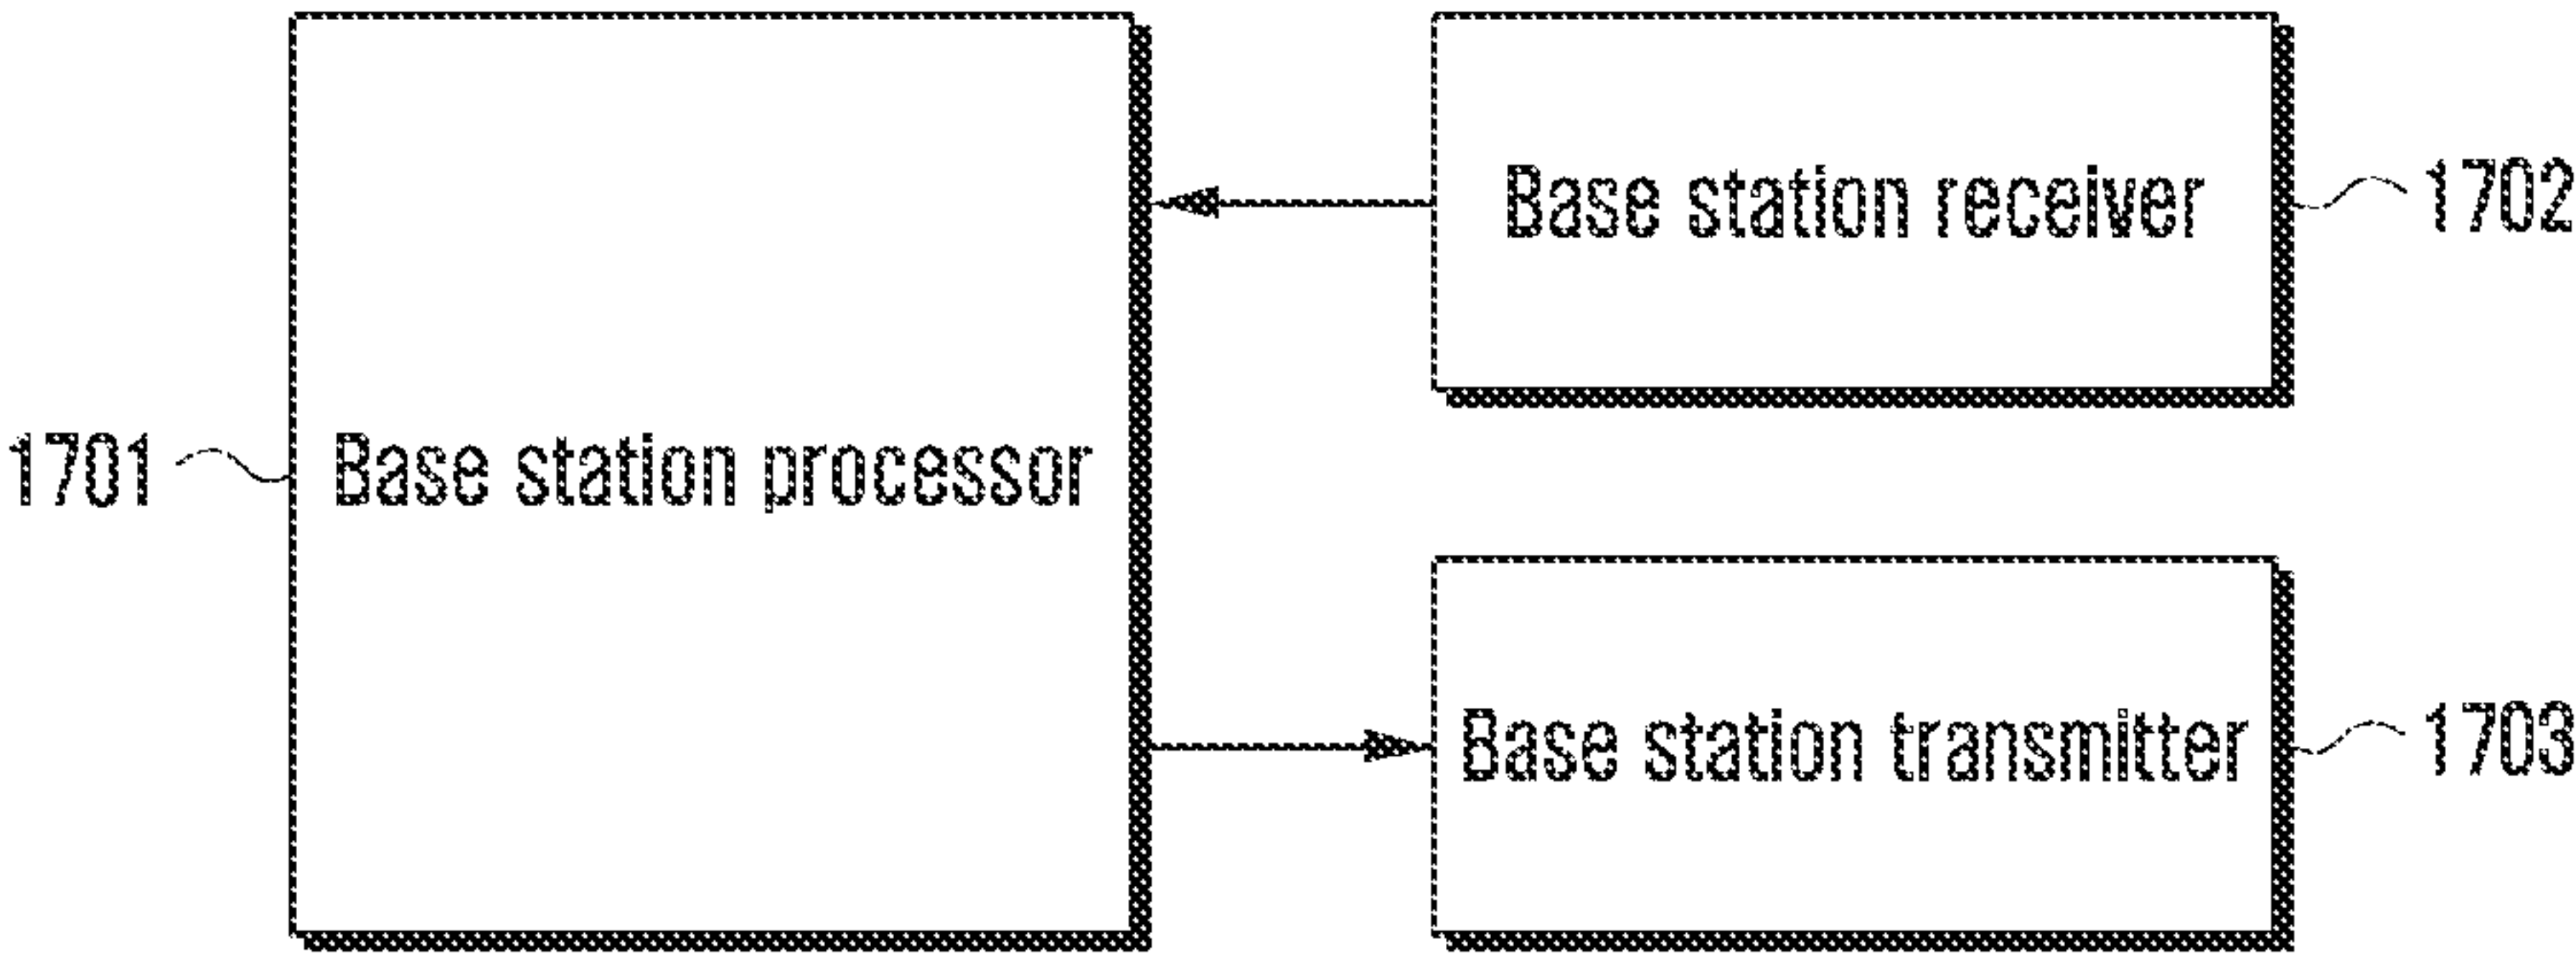 Base station receiver
1702
1701
Base station processor
Base station transmitter
1703